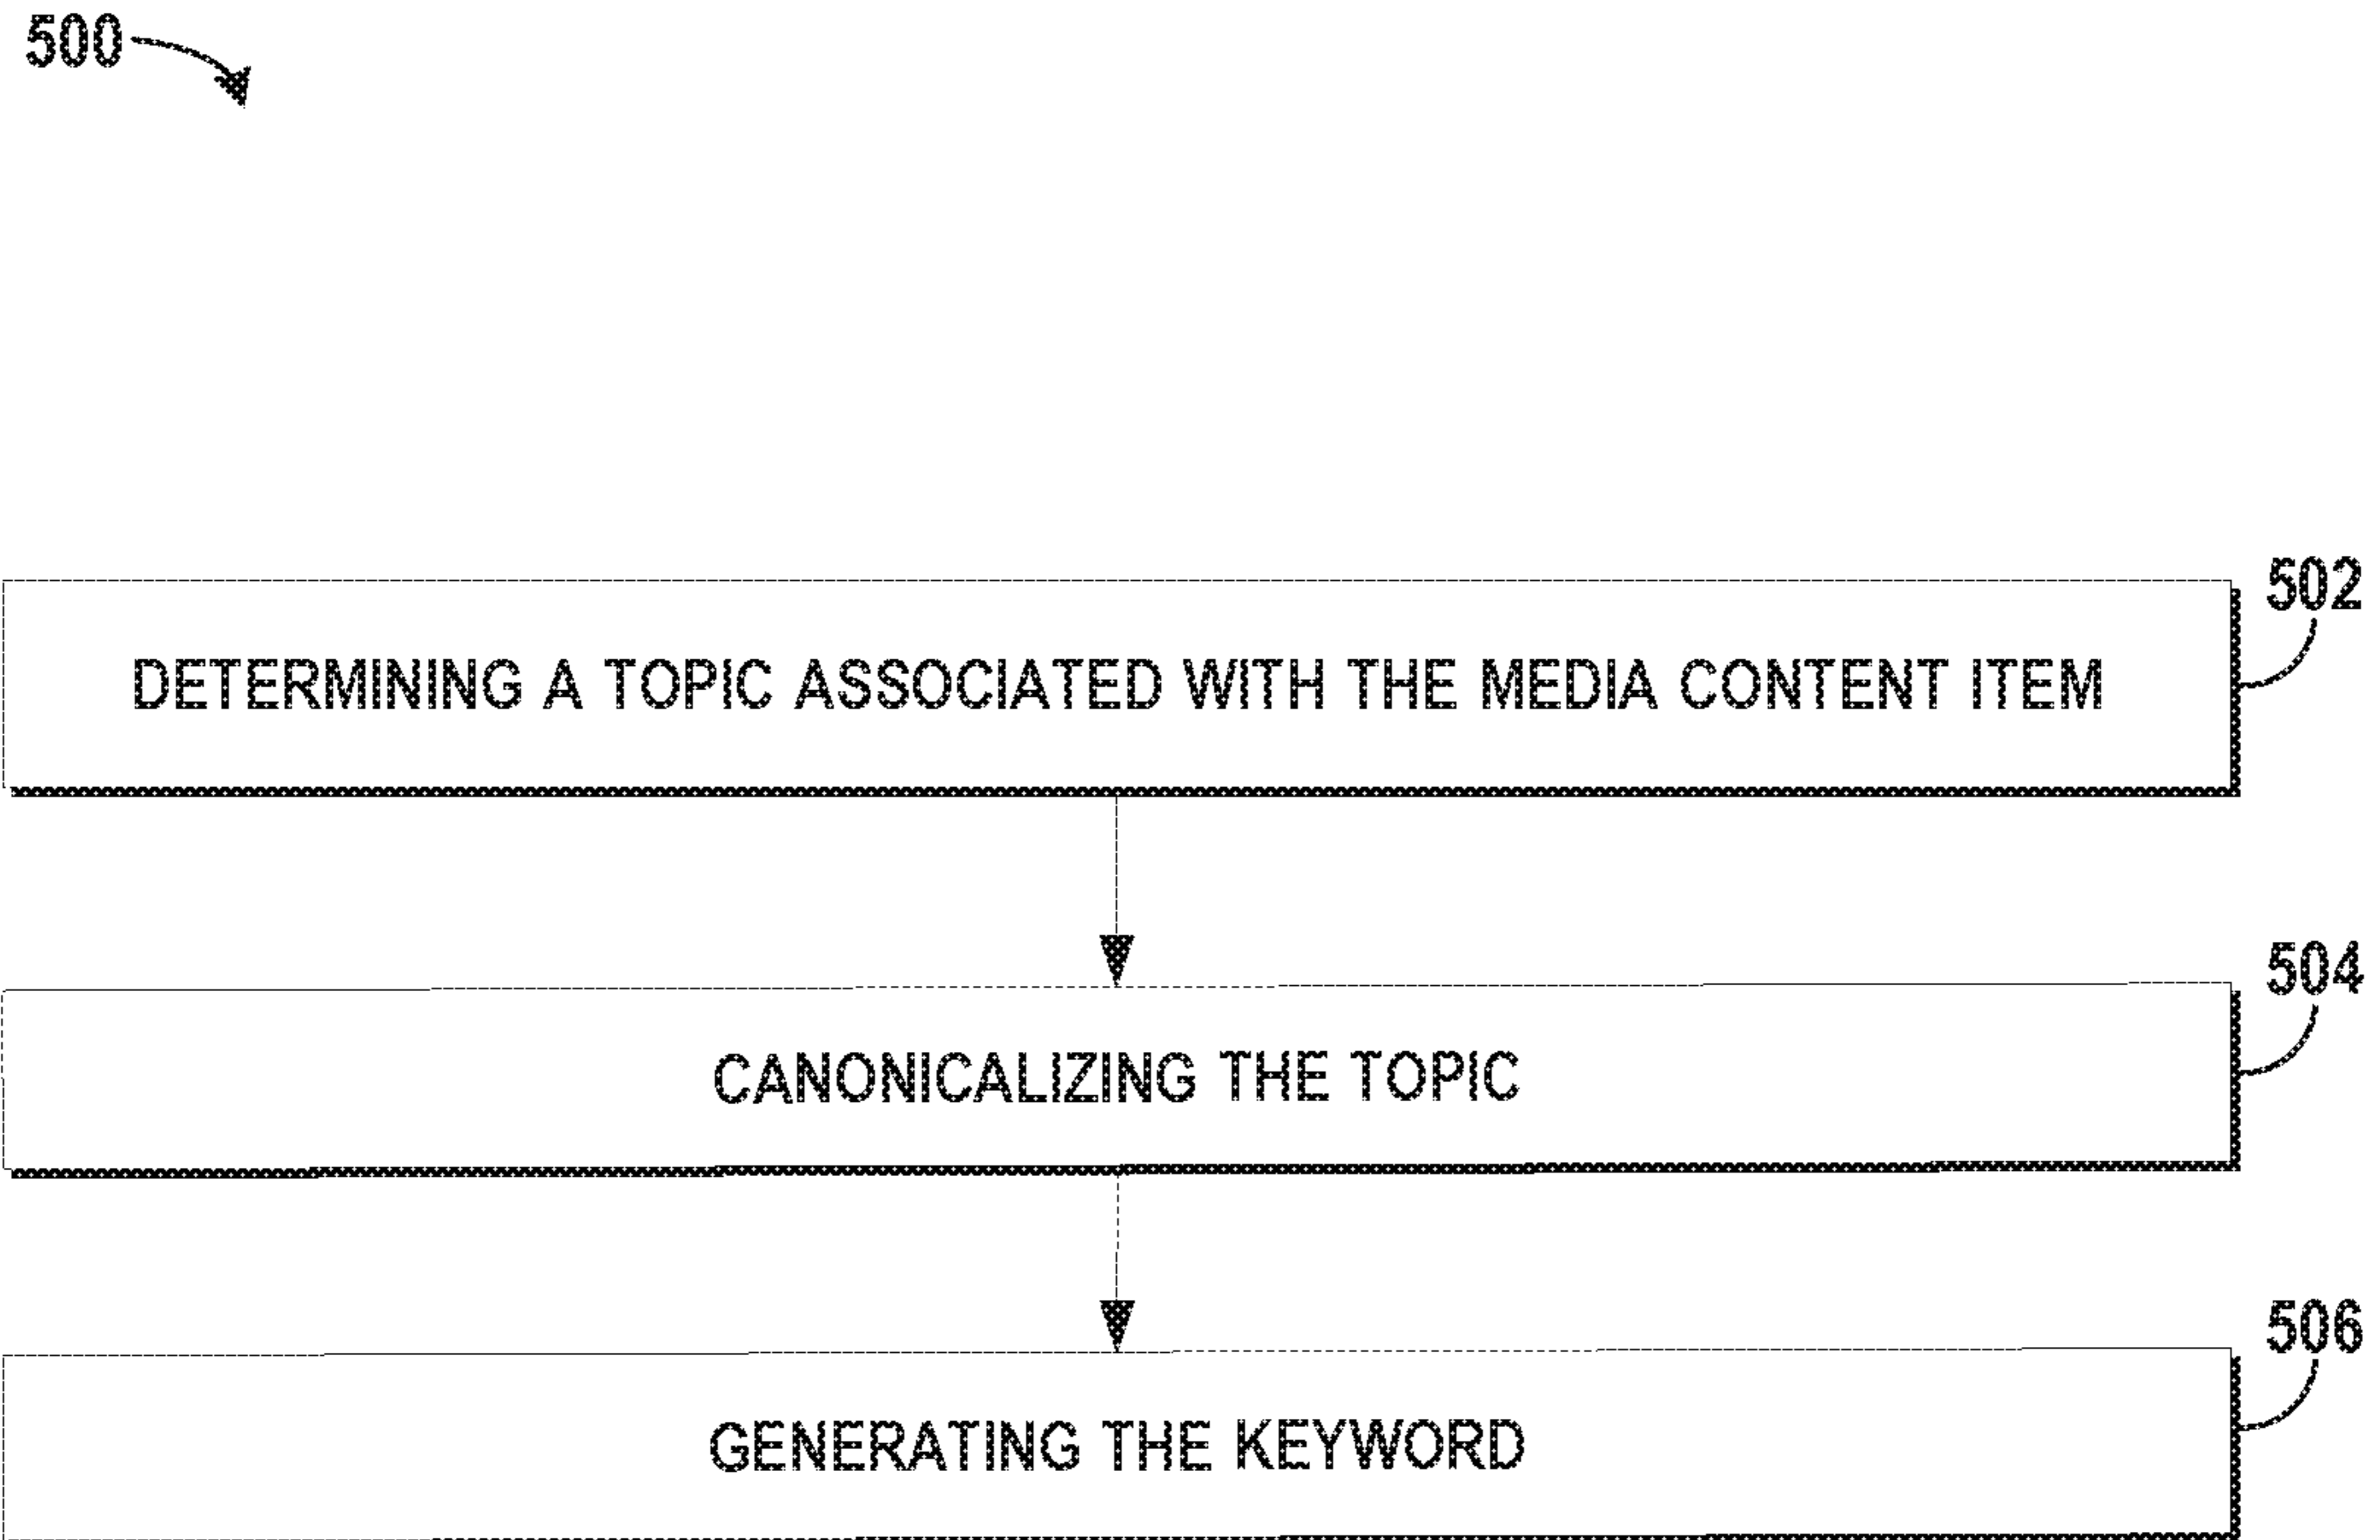 500
502
DETERMINING A TOPIC ASSOCIATED WITH THE MEDIA CONTENT ITEM
504
CANONICALIZING THE TOPIC
506
GENERATING THE KEYWORD